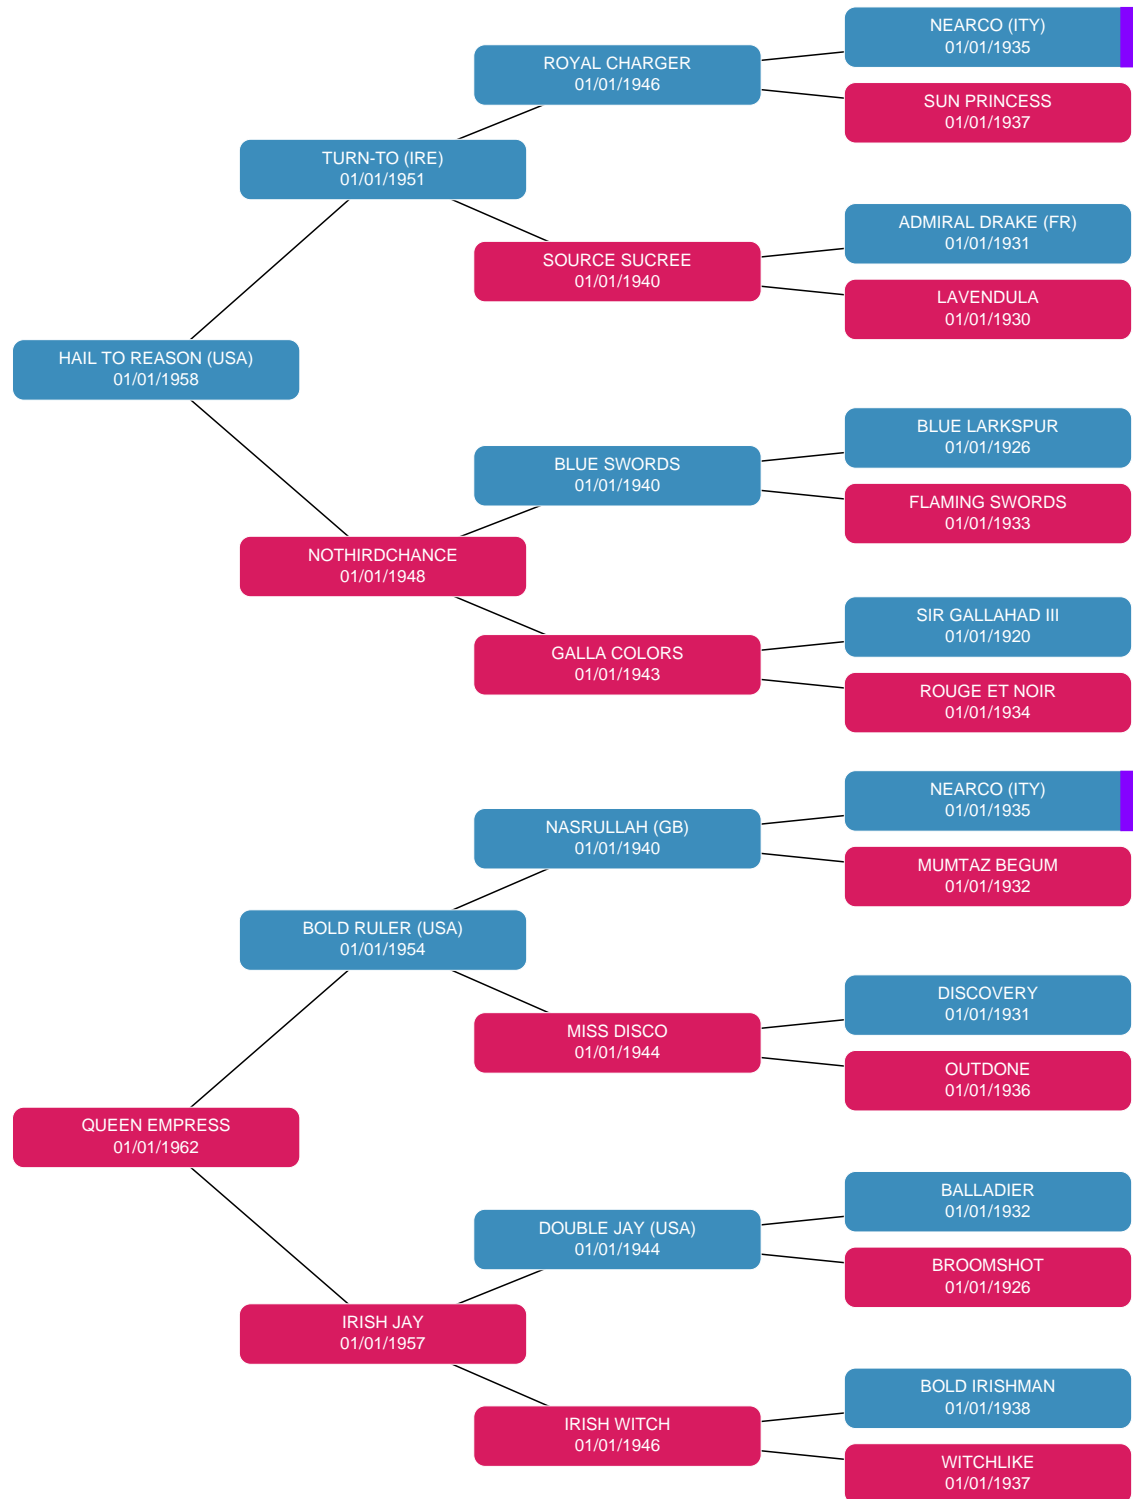 NEARCO (ITY)
01/01/1935
ROYAL CHARGER
01/01/1946
SUN PRINCESS
01/01/1937
TURN-TO (IRE)
01/01/1951
ADMIRAL DRAKE (FR)
01/01/1931
SOURCE SUCREE
01/01/1940
LAVENDULA
01/01/1930
HAIL TO REASON (USA)
01/01/1958
BLUE LARKSPUR
01/01/1926
BLUE SWORDS
01/01/1940
FLAMING SWORDS
01/01/1933
NOTHIRDCHANCE
01/01/1948
SIR GALLAHAD III
01/01/1920
GALLA COLORS
01/01/1943
ROUGE ET NOIR
01/01/1934
NEARCO (ITY)
01/01/1935
NASRULLAH (GB)
01/01/1940
MUMTAZ BEGUM
01/01/1932
BOLD RULER (USA)
01/01/1954
DISCOVERY
01/01/1931
MISS DISCO
01/01/1944
OUTDONE
01/01/1936
QUEEN EMPRESS
01/01/1962
BALLADIER
01/01/1932
DOUBLE JAY (USA)
01/01/1944
BROOMSHOT
01/01/1926
IRISH JAY
01/01/1957
BOLD IRISHMAN
01/01/1938
IRISH WITCH
01/01/1946
WITCHLIKE
01/01/1937